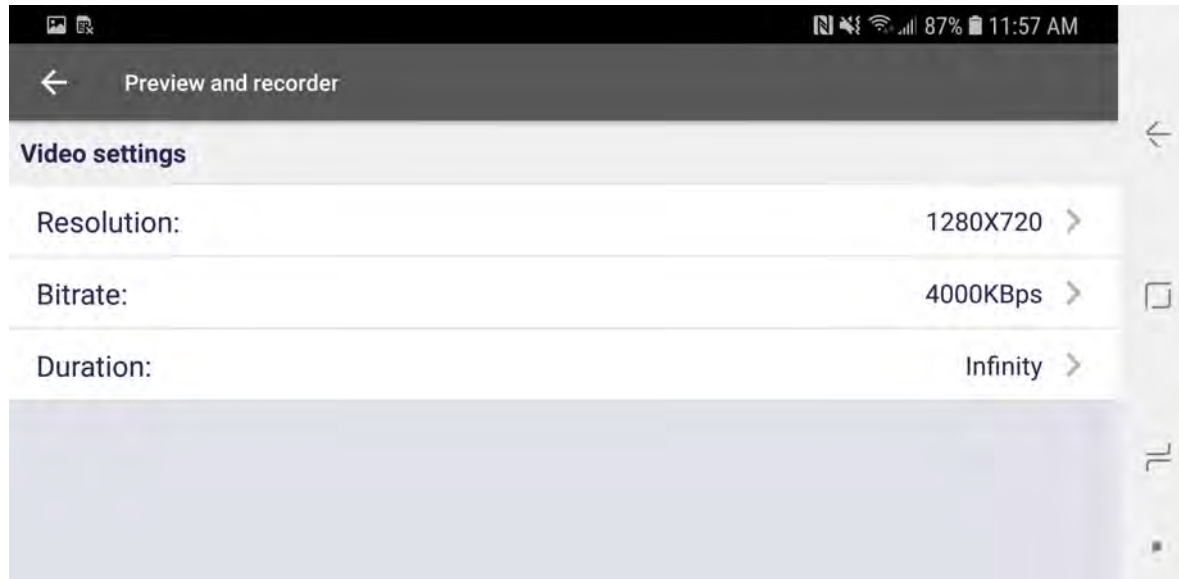 87% 11:57 AM
Preview and recorder
Video settings
Resolution: 1280X720
Bitrate: 4000KBps
Duration: Infinity